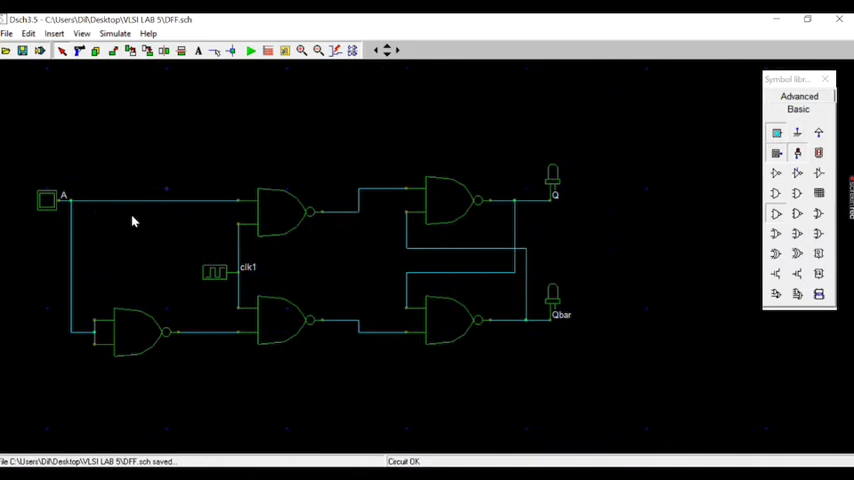 Dsch3.5 - C:\Users\Dil\Desktop\VLSI LAB 5\DFF.sch
File Edit Insert View Simulate Help
A
Symbol libr...
Advanced
Basic
A
Q
clk1
Qbar
File C:\Users\Dil\Desktop\VLSI LAB 5\DFF.sch saved...
Circuit OK